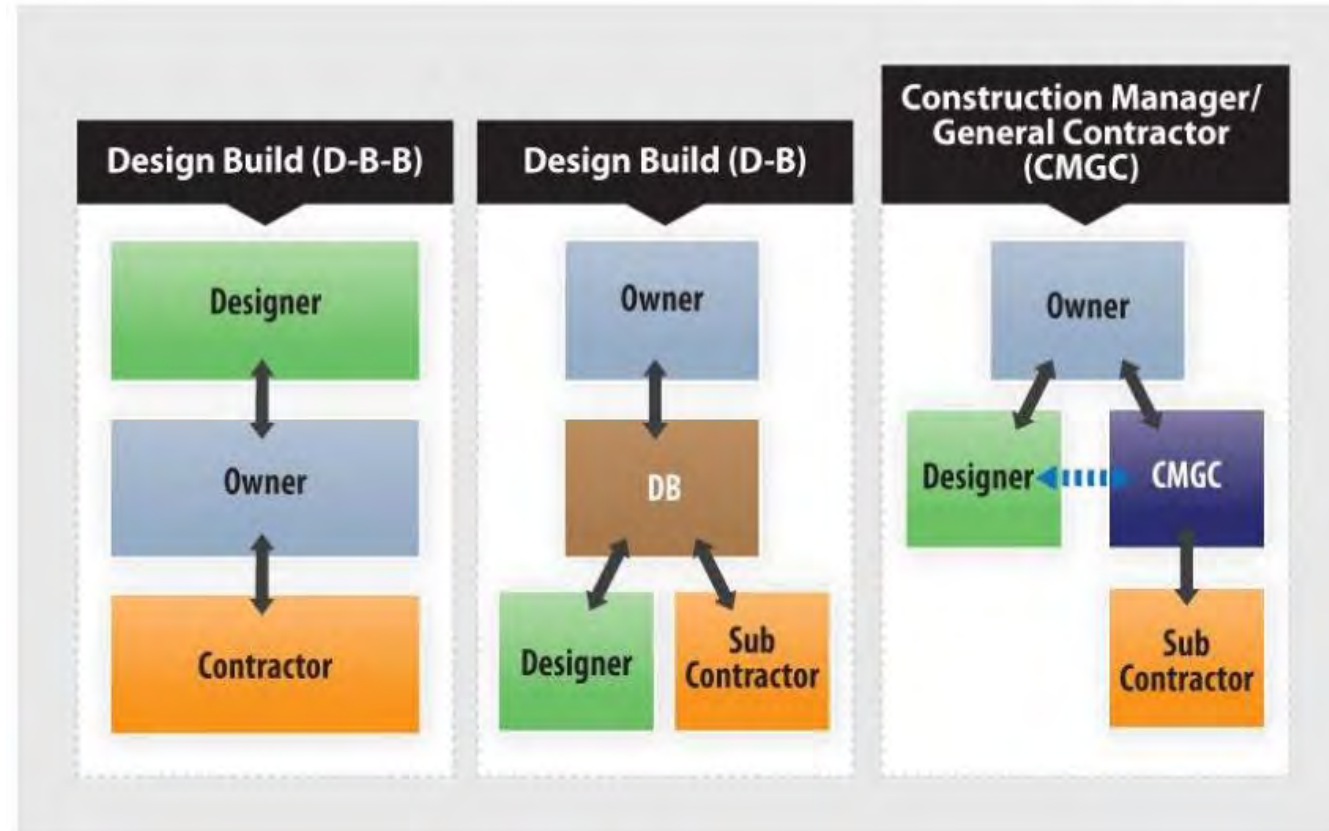 Design Build (D-B-B)
Designer
Owner
Contractor
Design Build (D-B)
Owner
DB
Designer
Sub
Contractor
Construction Manager/
General Contractor
(CMGC)
Owner
Designer
CMGC
Sub
Contractor